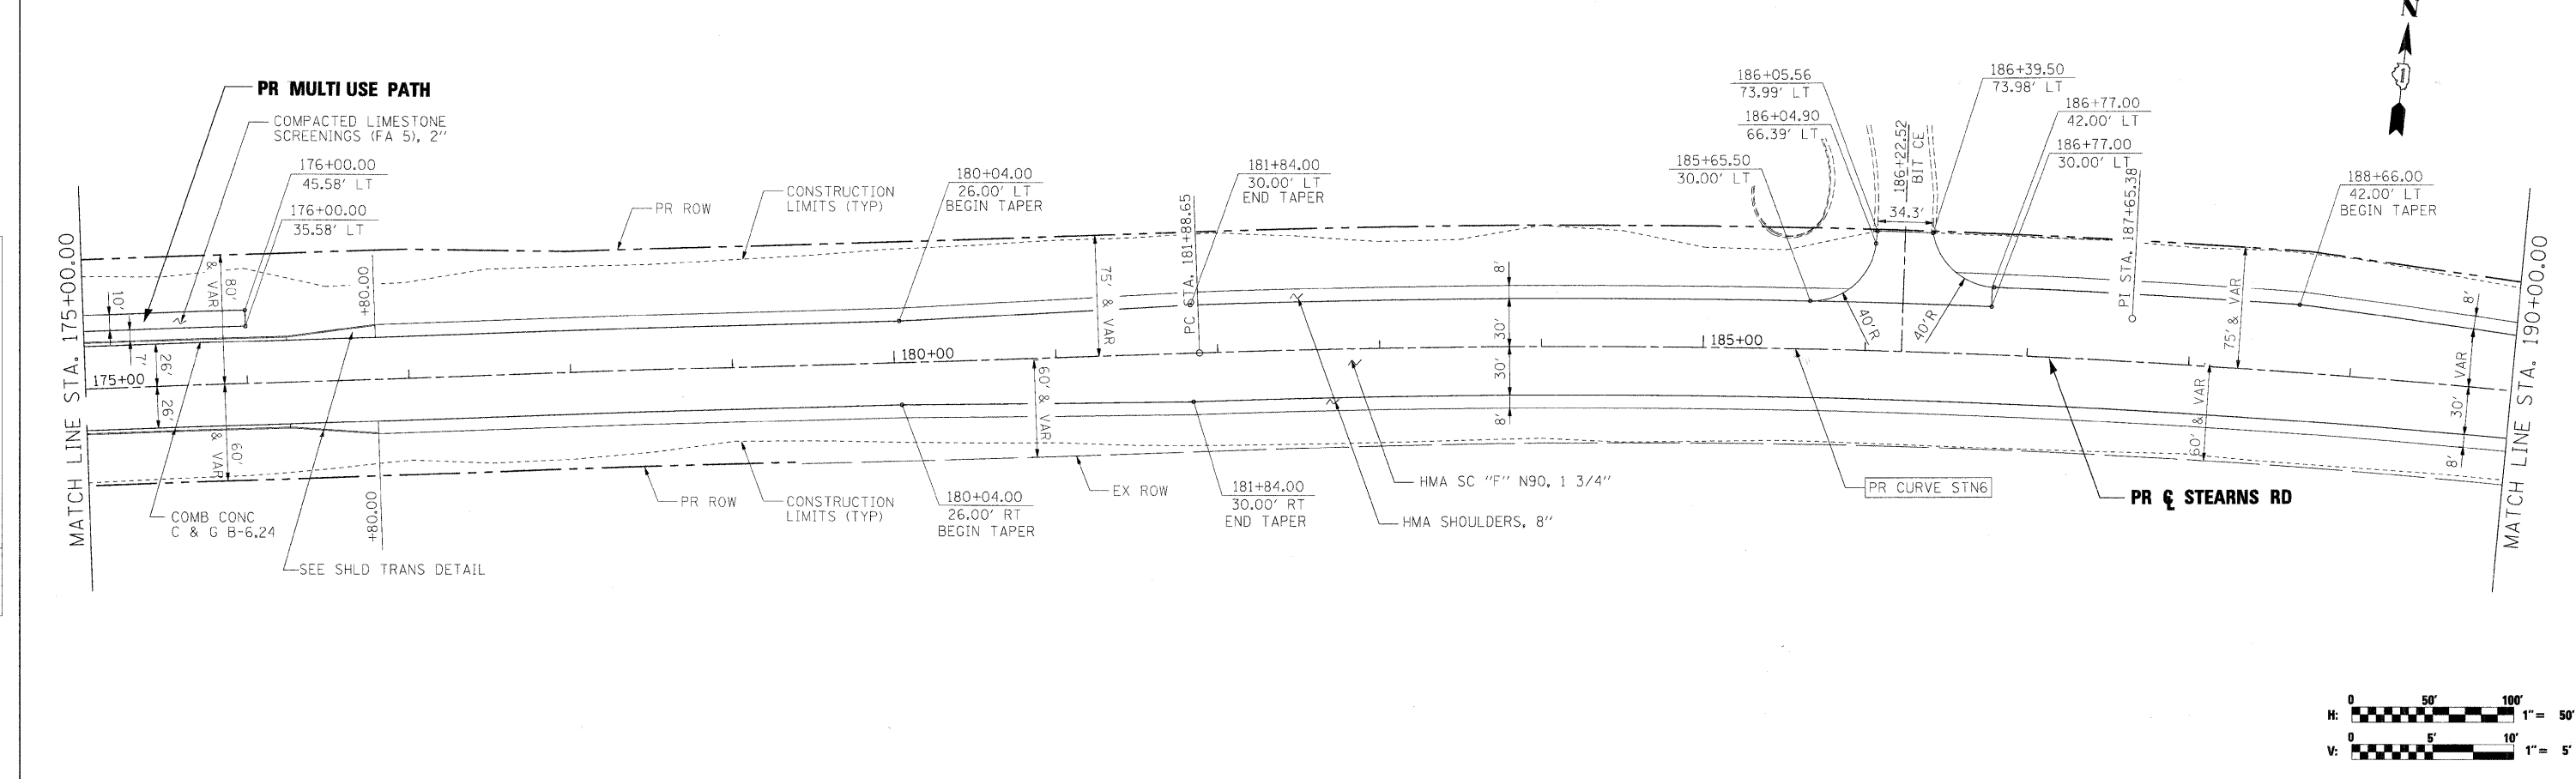 N
PR MULTI USE PATH
COMPACTED LIMESTONE
SCREENINGS (FA 5), 2"
176+00.00
45.58' LT
176+00.00
35.58' LT
PR ROW
CONSTRUCTION
LIMITS (TYP)
180+04.00
26.00' LT
BEGIN TAPER
181+84.00
30.00' LT
END TAPER
PC STA. 181+88.65
186+05.56
73.99' LT
186+04.90
66.39' LT
185+65.50
30.00' LT
186+22.52
BIT CE
34.3'
186+39.50
73.98' LT
186+77.00
42.00' LT
186+77.00
30.00' LT
PI STA. 187+65.38
188+66.00
42.00' LT
BEGIN TAPER
MATCH LINE STA. 175+00.00
10'
7'
26'
26'
80'
& VAR
60'
& VAR
+80.00
+80.00
175+00
180+00
185+00
75' & VAR
60' & VAR
8'
30'
30'
8'
40'R
40'R
75' & VAR
60' & VAR
8'
VAR
30'
8'
MATCH LINE STA. 190+00.00
COMB CONC
C & G B-6.24
SEE SHLD TRANS DETAIL
PR ROW
CONSTRUCTION
LIMITS (TYP)
180+04.00
26.00' RT
BEGIN TAPER
EX ROW
181+84.00
30.00' RT
END TAPER
HMA SC "F" N90, 1 3/4"
HMA SHOULDERS, 8"
PR CURVE STN6
PR ℄ STEARNS RD
0 50' 100'
H: 1"= 50'
0 5' 10'
V: 1"= 5'